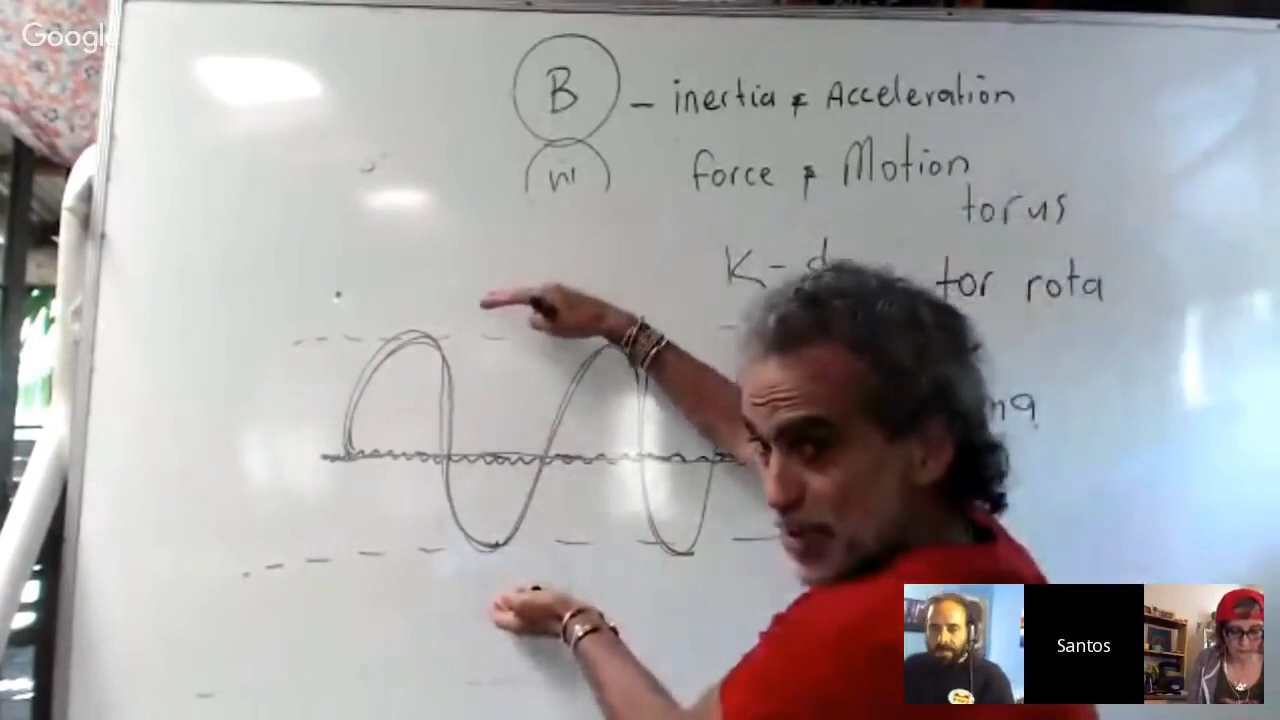 Google
B - inertia & Acceleration
m
force & Motion
torus
K-d
tor rota
Santos